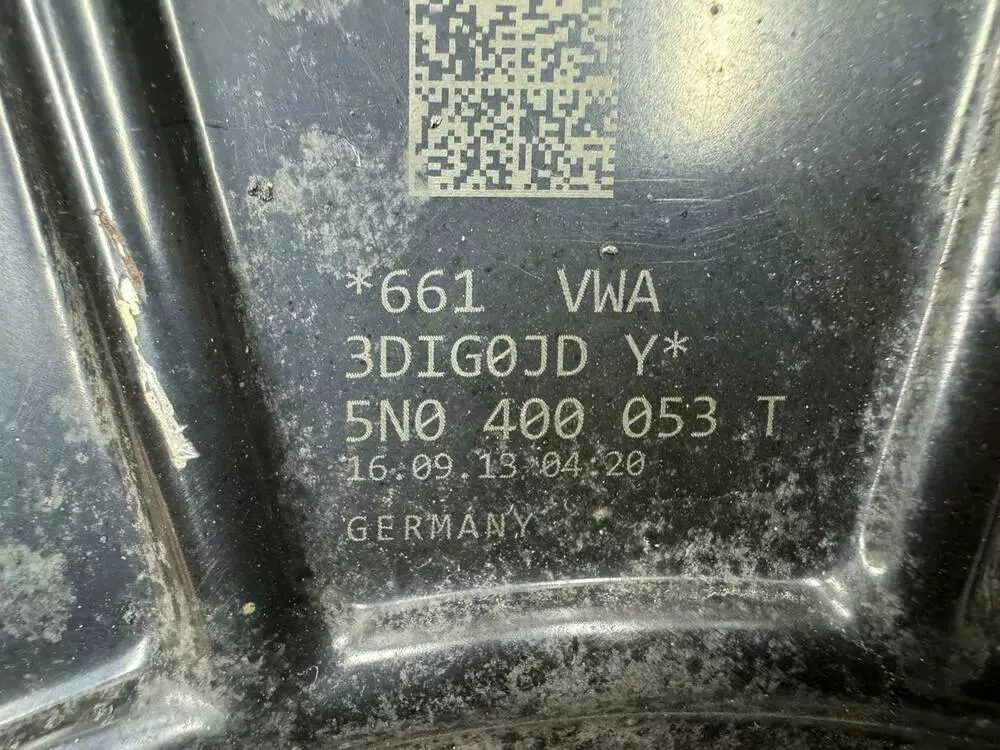 *661 VWA
3DIG0JD Y*
5N0 400 053 T
16.09.13 04:20
GERMANY